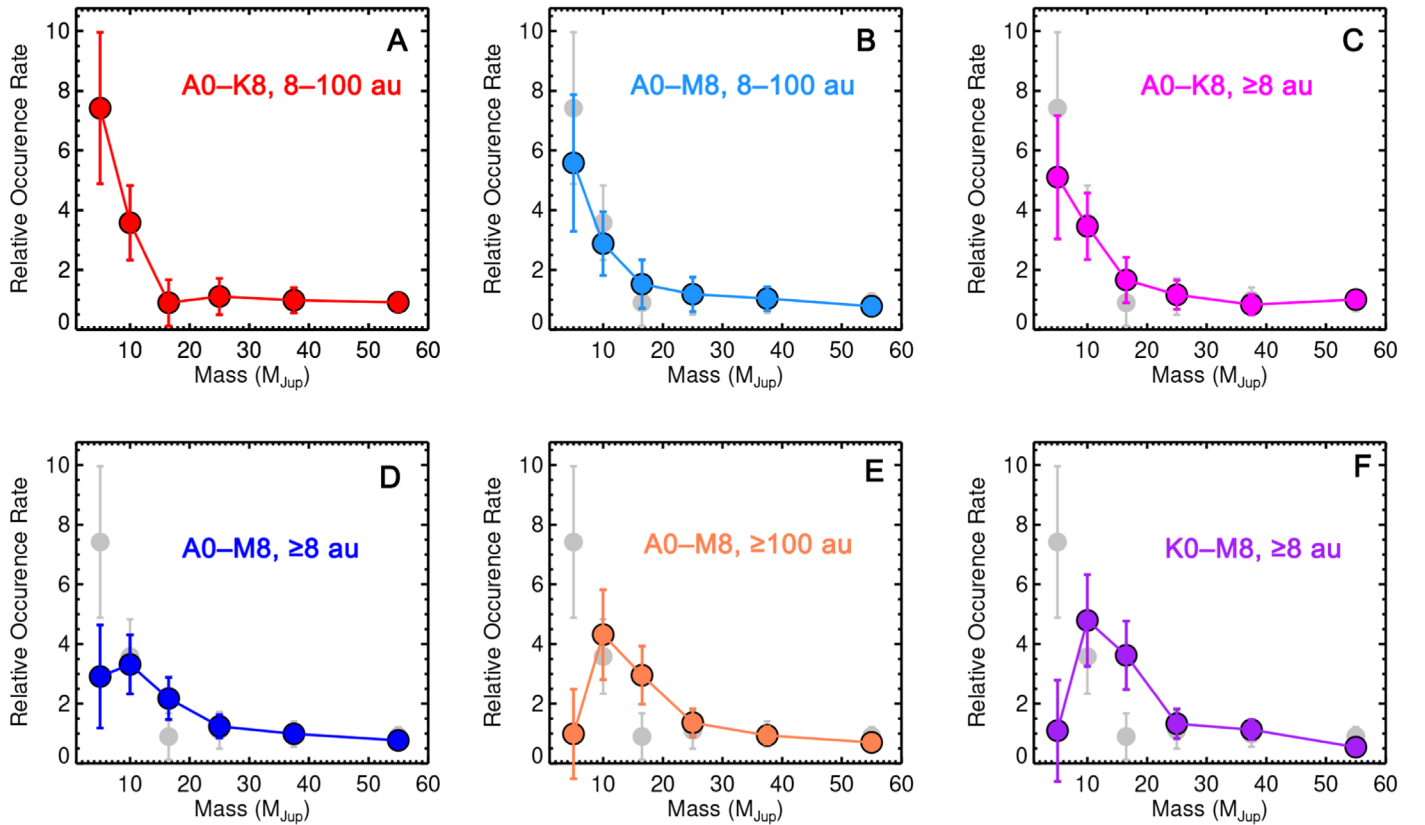 A
A0–K8, 8–100 au
Relative Occurence Rate
10
8
6
4
2
0
10 20 30 40 50 60
Mass (MJup)
B
A0–M8, 8–100 au
Relative Occurence Rate
10
8
6
4
2
0
10 20 30 40 50 60
Mass (MJup)
C
A0–K8, ≥8 au
Relative Occurence Rate
10
8
6
4
2
0
10 20 30 40 50 60
Mass (MJup)
D
A0–M8, ≥8 au
Relative Occurence Rate
10
8
6
4
2
0
10 20 30 40 50 60
Mass (MJup)
E
A0–M8, ≥100 au
Relative Occurence Rate
10
8
6
4
2
0
10 20 30 40 50 60
Mass (MJup)
F
K0–M8, ≥8 au
Relative Occurence Rate
10
8
6
4
2
0
10 20 30 40 50 60
Mass (MJup)